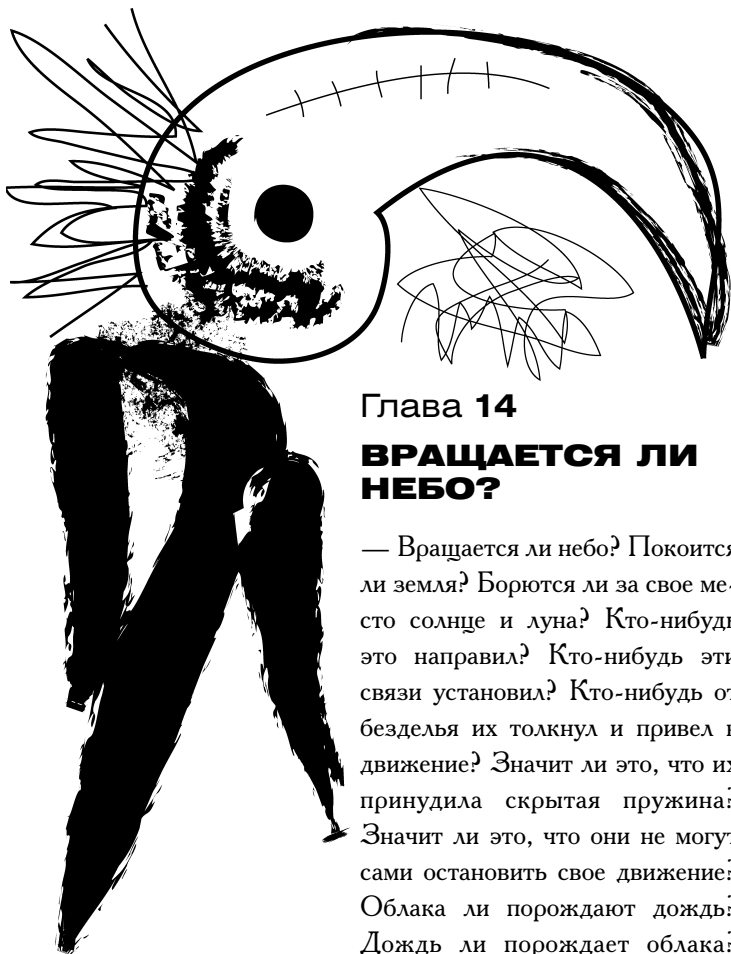 Глава 14
ВРАЩАЕТСЯ ЛИ
НЕБО?
— Вращается ли небо? Покоится
ли земля? Борются ли за свое ме-
сто солнце и луна? Кто-нибудь
это направил? Кто-нибудь эти
связи установил? Кто-нибудь от
безделья их толкнул и привел в
движение? Значит ли это, что их
принудила скрытая пружина?
Значит ли это, что они не могут
сами остановить свое движение?
Облака ли порождают дождь?
Дождь ли порождает облака?